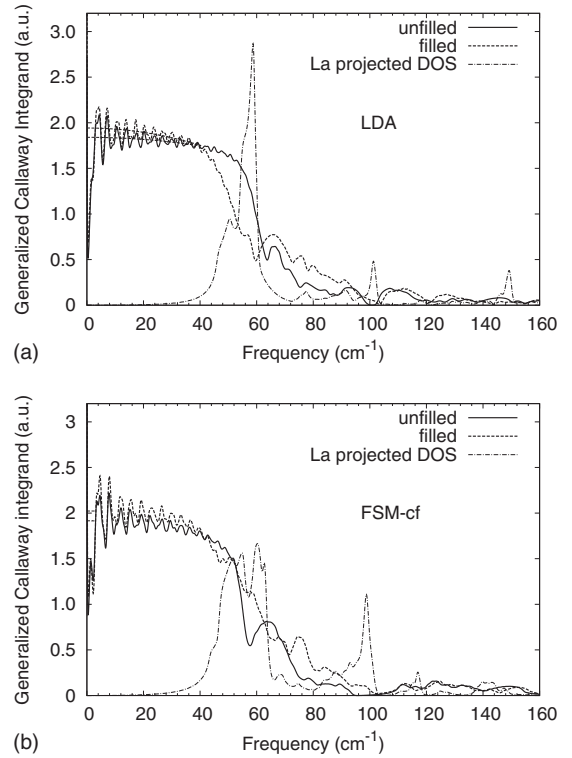 3.0
2.5
2.0
1.5
1.0
0.5
0
Generalized Callaway Integrand (a.u.)
unfilled
filled
La projected DOS
LDA
0 20 40 60 80 100 120 140 160
Frequency (cm-1)
(a)
3
2.5
2
1.5
1
0.5
0
Generalized Callaway integrand (a.u.)
unfilled
filled
La projected DOS
FSM-cf
0 20 40 60 80 100 120 140 160
Frequency (cm-1)
(b)